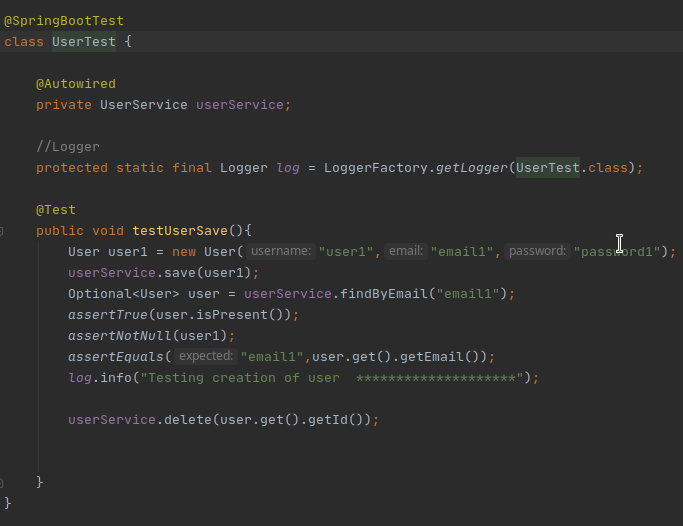 @SpringBootTest
class UserTest {
@Autowired
private UserService userService;
//Logger
protected static final Logger log = LoggerFactory.getLogger(UserTest.class);
@Test
public void testUserSave(){
User user1 = new User( username: "user1", email: "email1", password: "password1");
userService.save(user1);
Optional<User> user = userService.findByEmail("email1");
assertTrue(user.isPresent());
assertNotNull(user1);
assertEquals( expected: "email1",user.get().getEmail());
log.info("Testing creation of user  ********************");
userService.delete(user.get().getId());
}
}